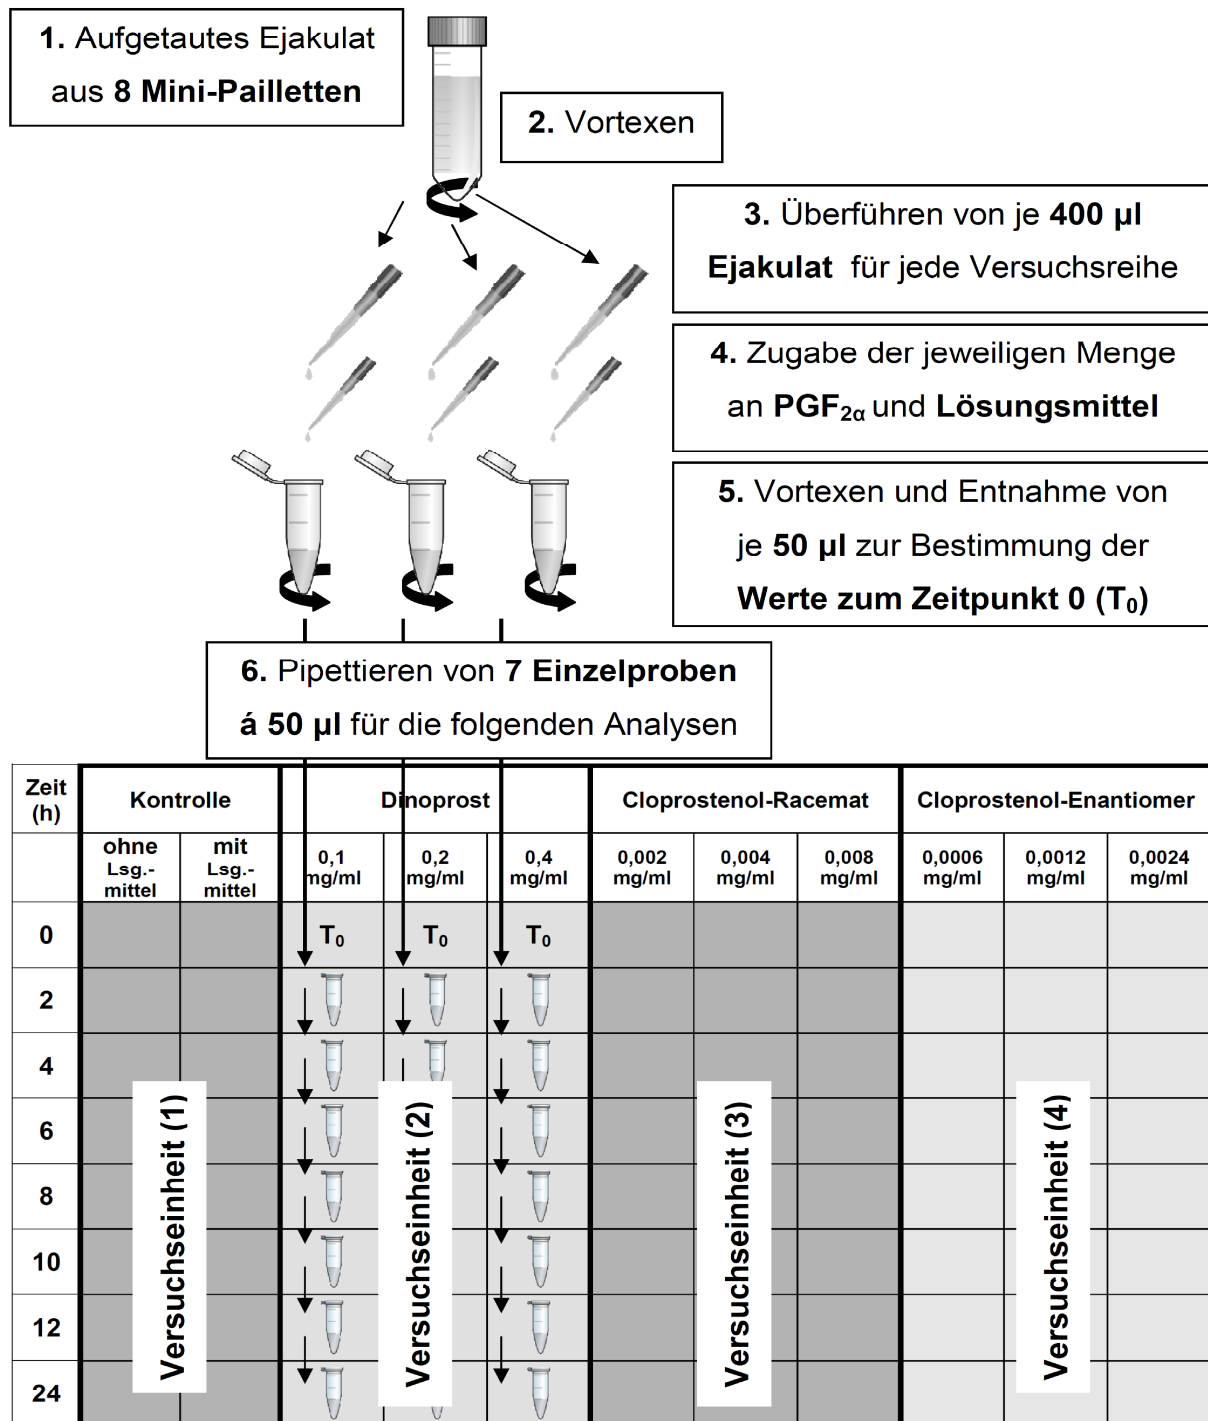 1. Aufgetautes Ejakulat
aus 8 Mini-Pailletten
2. Vortexen
3. Überführen von je 400 µl
Ejakulat für jede Versuchsreihe
4. Zugabe der jeweiligen Menge
an PGF2α und Lösungsmittel
5. Vortexen und Entnahme von
je 50 µl zur Bestimmung der
Werte zum Zeitpunkt 0 (T0)
6. Pipettieren von 7 Einzelproben
á 50 µl für die folgenden Analysen
Zeit
(h)
Kontrolle
Dinoprost
Cloprostenol-Racemat
Cloprostenol-Enantiomer
ohne
Lsg.-
mittel
mit
Lsg.-
mittel
0,1
mg/ml
0,2
mg/ml
0,4
mg/ml
0,002
mg/ml
0,004
mg/ml
0,008
mg/ml
0,0006
mg/ml
0,0012
mg/ml
0,0024
mg/ml
0
T0
T0
T0
2
4
6
8
10
12
24
Versuchseinheit (1)
Versuchseinheit (2)
Versuchseinheit (3)
Versuchseinheit (4)